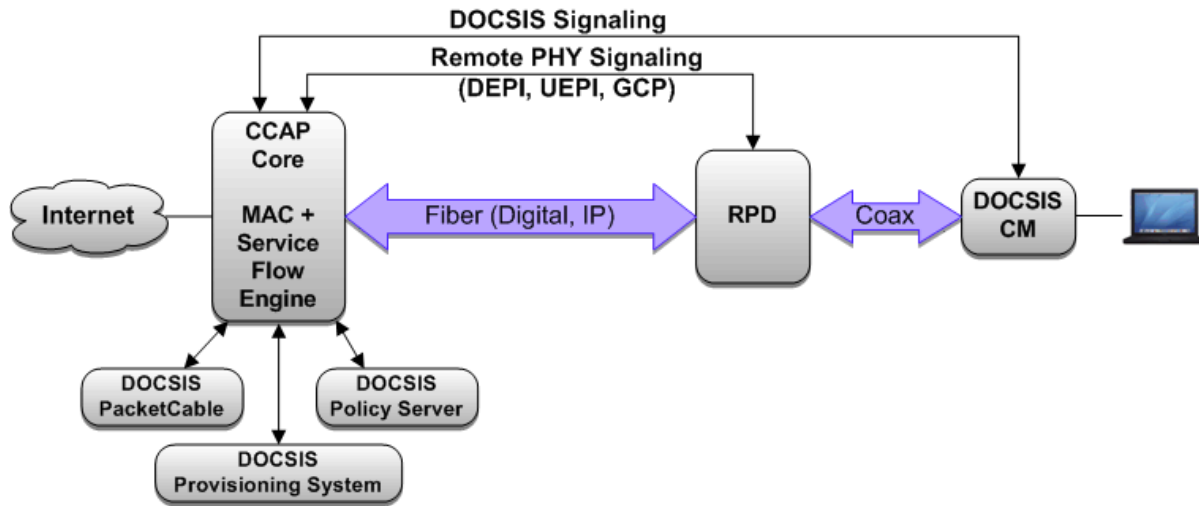 DOCSIS Signaling
Remote PHY Signaling
(DEPI, UEPI, GCP)
Internet
CCAP
Core
MAC +
Service
Flow
Engine
Fiber (Digital, IP)
RPD
Coax
DOCSIS
CM
DOCSIS
PacketCable
DOCSIS
Policy Server
DOCSIS
Provisioning System